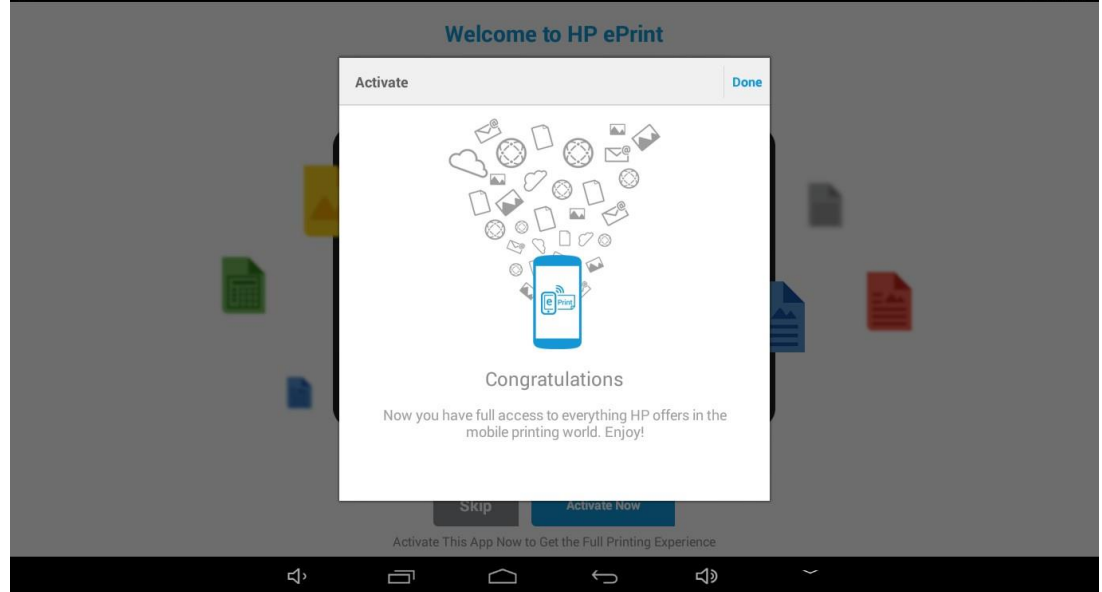 Welcome to HP ePrint
Activate
Done
e Print
Congratulations
Now you have full access to everything HP offers in the
mobile printing world. Enjoy!
Skip
Activate Now
Activate This App Now to Get the Full Printing Experience